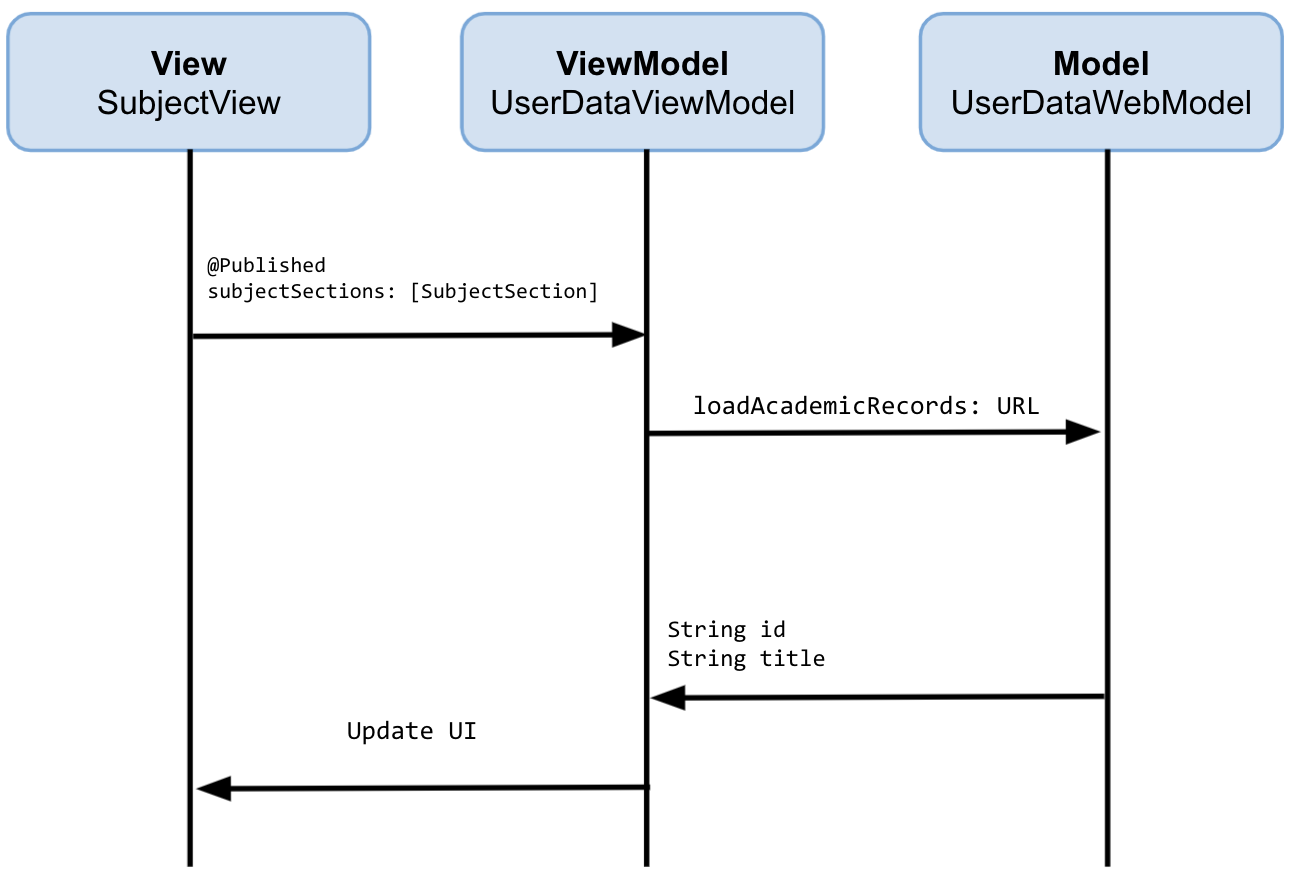 View
SubjectView
ViewModel
UserDataViewModel
Model
UserDataWebModel
@Published
subjectSections: [SubjectSection]
loadAcademicRecords: URL
String id
String title
Update UI